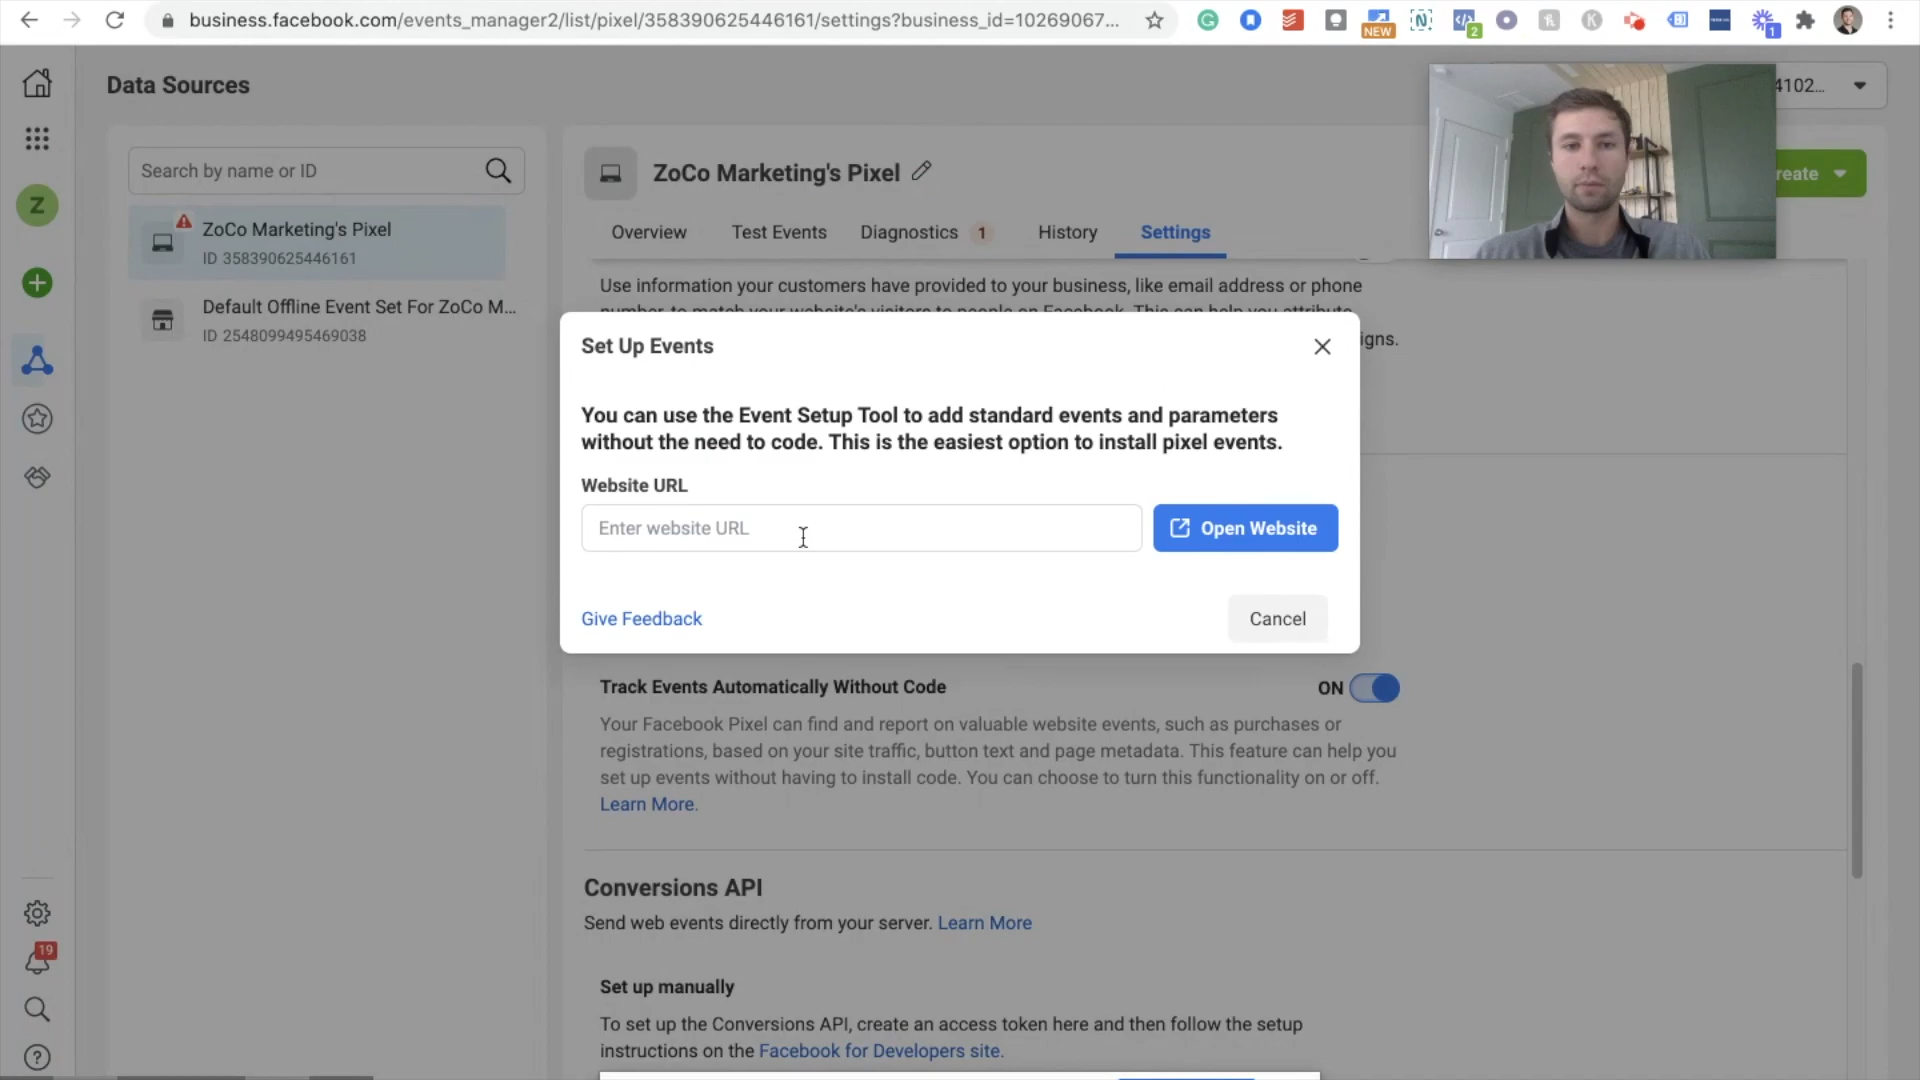 business.facebook.com/events_manager2/list/pixel/358390625446161/settings?business_id=10269067...
NEW
2
1
Data Sources
4102...
Search by name or ID
ZoCo Marketing's Pixel
reate
Z
ZoCo Marketing's Pixel
ID 358390625446161
Overview
Test Events
Diagnostics 1
History
Settings
Default Offline Event Set For ZoCo M...
ID 2548099495469038
Use information your customers have provided to your business, like email address or phone
number, to match your website's visitors to people on Facebook. This can help you attribute
igns.
Set Up Events
You can use the Event Setup Tool to add standard events and parameters
without the need to code. This is the easiest option to install pixel events.
Website URL
Enter website URL
Open Website
Give Feedback
Cancel
Track Events Automatically Without Code
ON
Your Facebook Pixel can find and report on valuable website events, such as purchases or
registrations, based on your site traffic, button text and page metadata. This feature can help you
set up events without having to install code. You can choose to turn this functionality on or off.
Learn More.
Conversions API
Send web events directly from your server. Learn More
19
Set up manually
To set up the Conversions API, create an access token here and then follow the setup
instructions on the Facebook for Developers site.